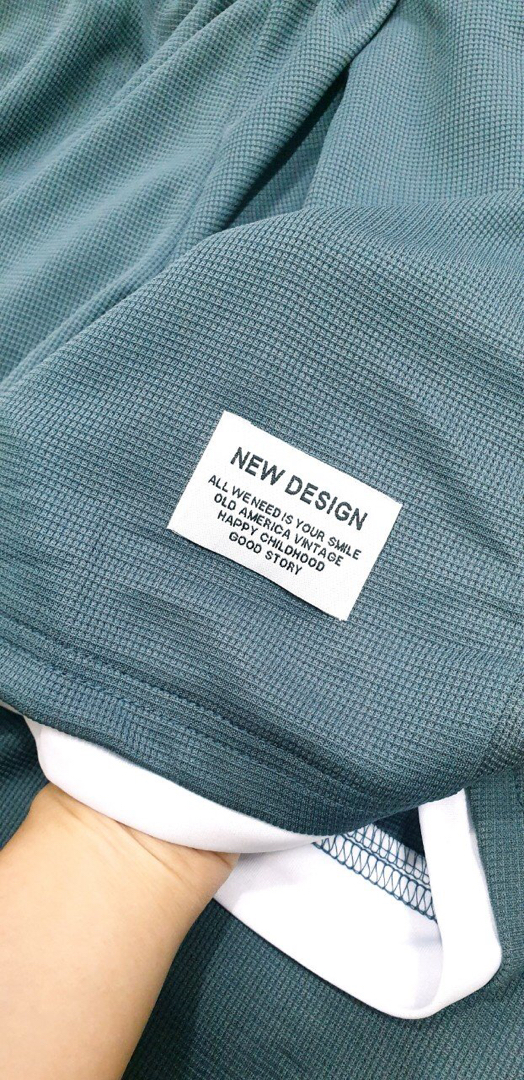 NEW DESIGN
ALL WE NEED IS YOUR SMILE
OLD AMERICA VINTAGE
HAPPY CHILDHOOD
GOOD STORY